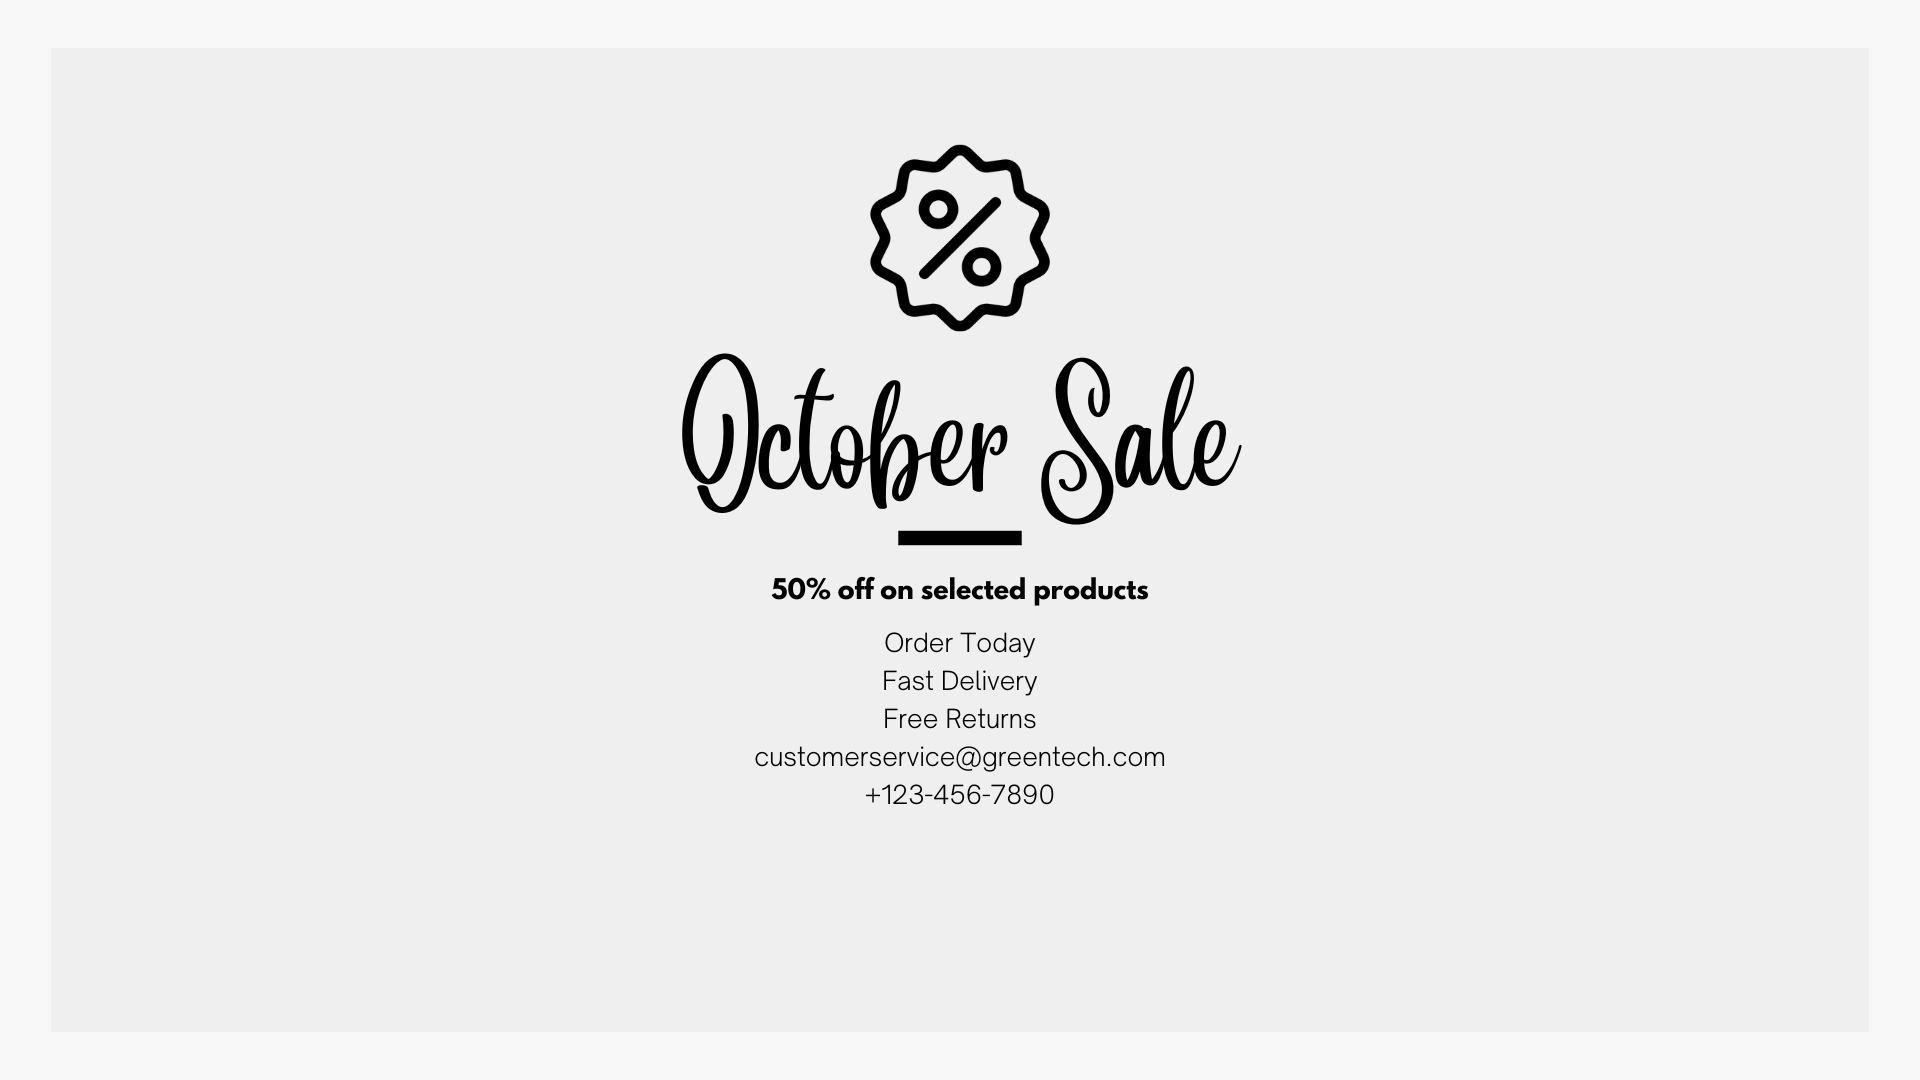 October Sale
50% off on selected products
Order Today
Fast Delivery
Free Returns
customerservice@greentech.com
+123-456-7890